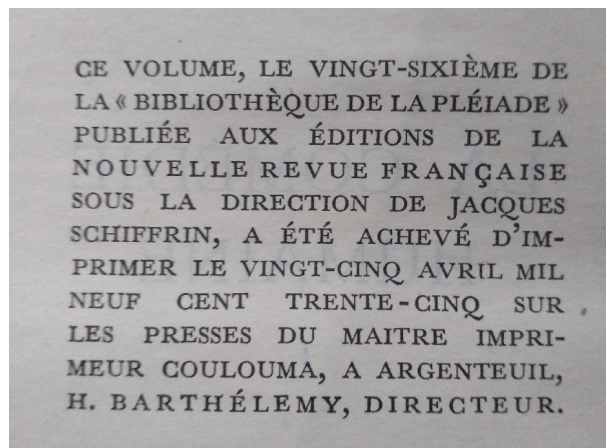 CE VOLUME, LE VINGT-SIXIÈME DE
LA « BIBLIOTHÈQUE DE LA PLÉIADE »
PUBLIÉE AUX ÉDITIONS DE LA
NOUVELLE REVUE FRANÇAISE
SOUS LA DIRECTION DE JACQUES
SCHIFFRIN, A ÉTÉ ACHEVÉ D'IM-
PRIMER LE VINGT-CINQ AVRIL MIL
NEUF CENT TRENTE-CINQ SUR
LES PRESSES DU MAITRE IMPRI-
MEUR COULOUMA, A ARGENTEUIL,
H. BARTHÉLEMY, DIRECTEUR.